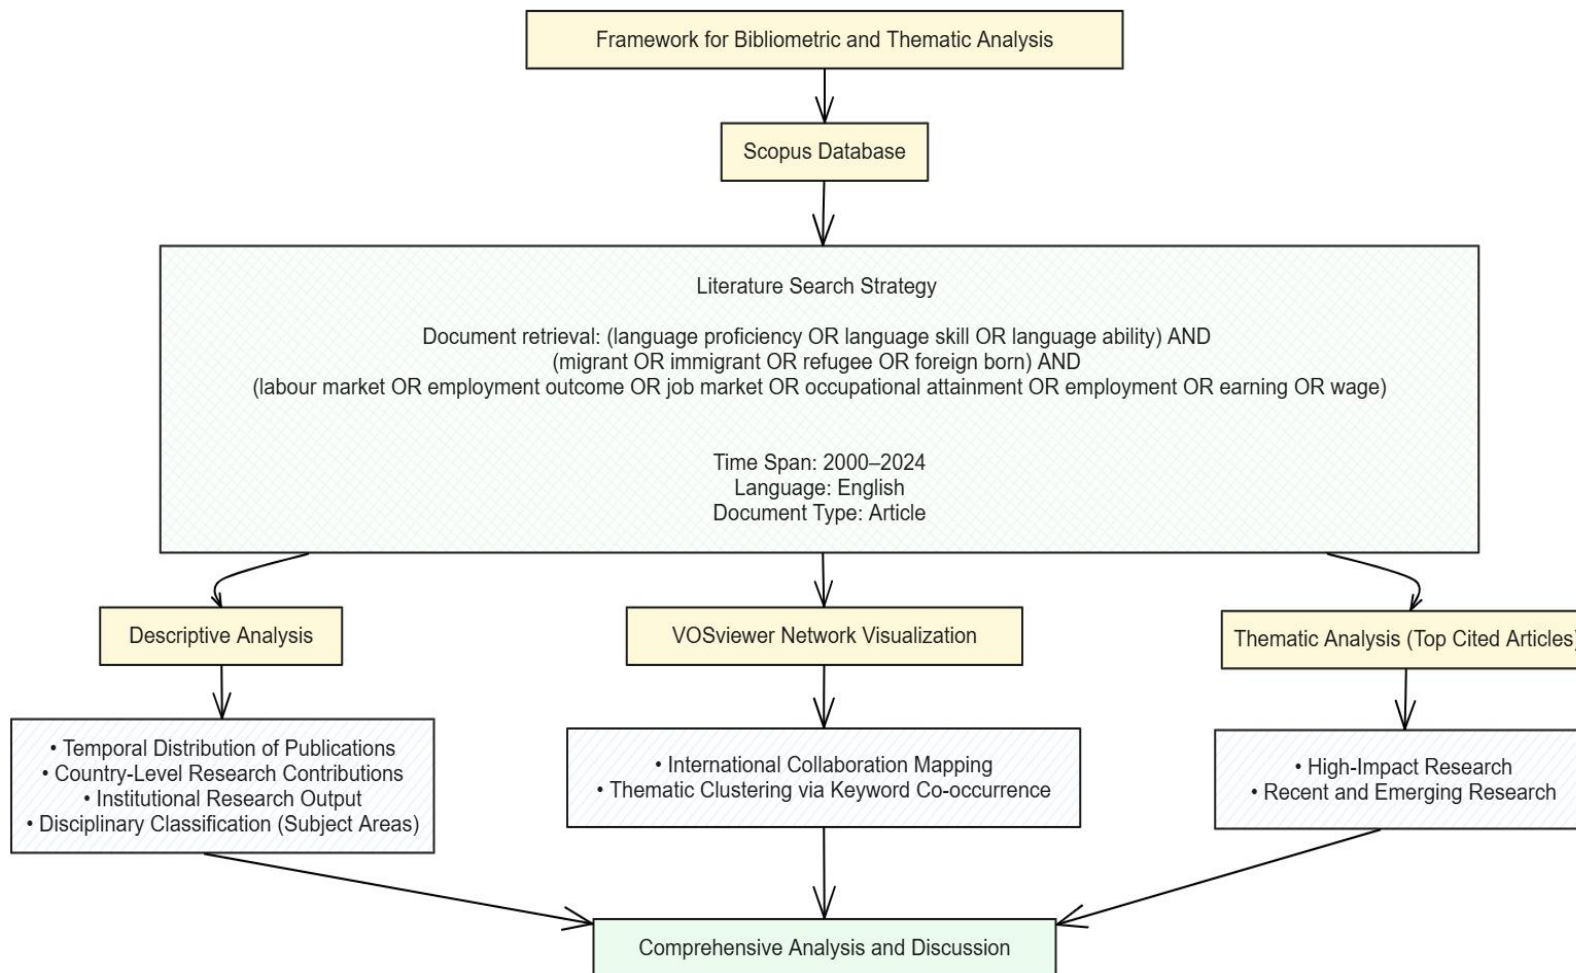 Framework for Bibliometric and Thematic Analysis
Scopus Database
Literature Search Strategy
Document retrieval: (language proficiency OR language skill OR language ability) AND
(migrant OR immigrant OR refugee OR foreign born) AND
(labour market OR employment outcome OR job market OR occupational attainment OR employment OR earning OR wage)
Time Span: 2000–2024
Language: English
Document Type: Article
Descriptive Analysis
• Temporal Distribution of Publications
• Country-Level Research Contributions
• Institutional Research Output
• Disciplinary Classification (Subject Areas)
VOSviewer Network Visualization
• International Collaboration Mapping
• Thematic Clustering via Keyword Co-occurrence
Thematic Analysis (Top Cited Articles)
• High-Impact Research
• Recent and Emerging Research
Comprehensive Analysis and Discussion